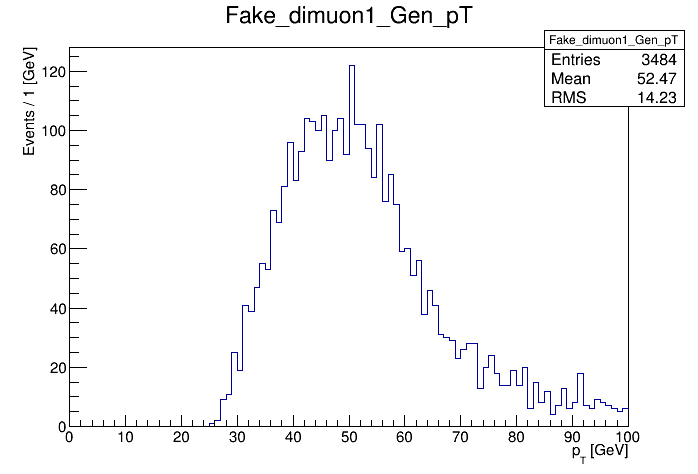 Fake_dimuon1_Gen_pT
Fake_dimuon1_Gen_pT
Entries 3484
Mean 52.47
RMS 14.23
Events / 1 [GeV]
120
100
80
60
40
20
0
0 10 20 30 40 50 60 70 80 90 100
p_T [GeV]